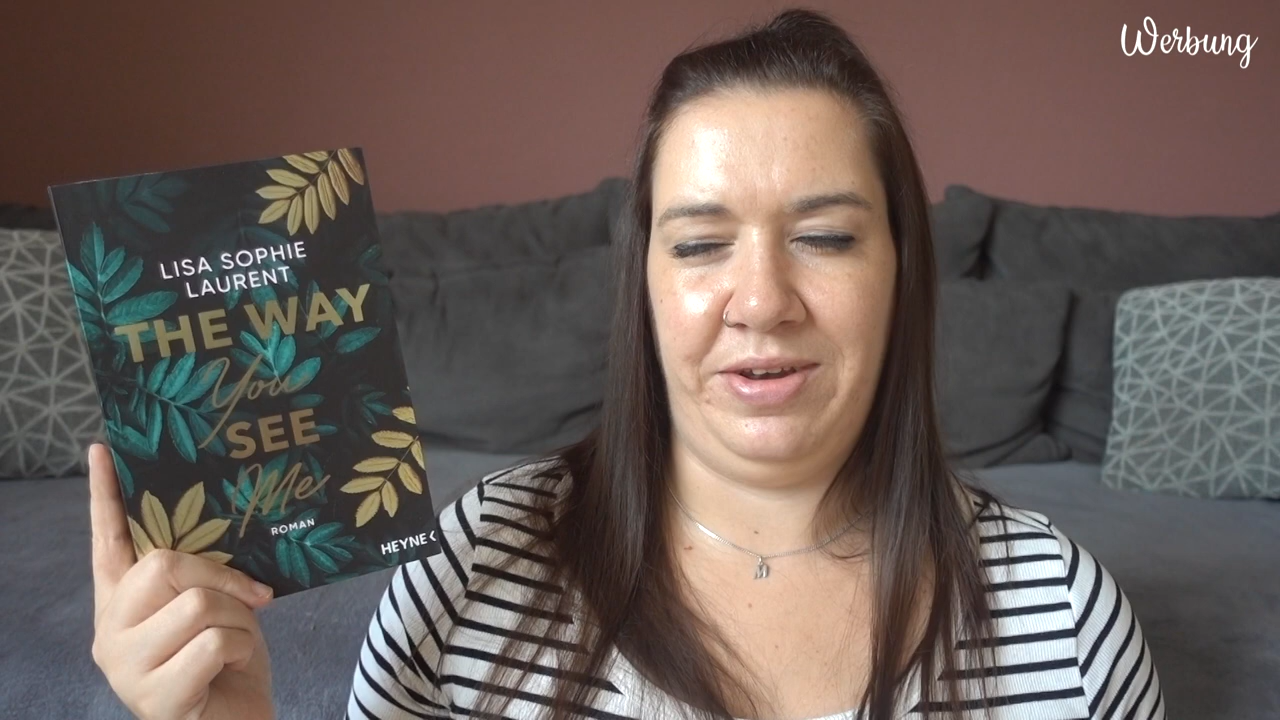 Werbung
LISA SOPHIE
LAURENT
THE WAY
You
SEE
Me
ROMAN
HEYNE<
M